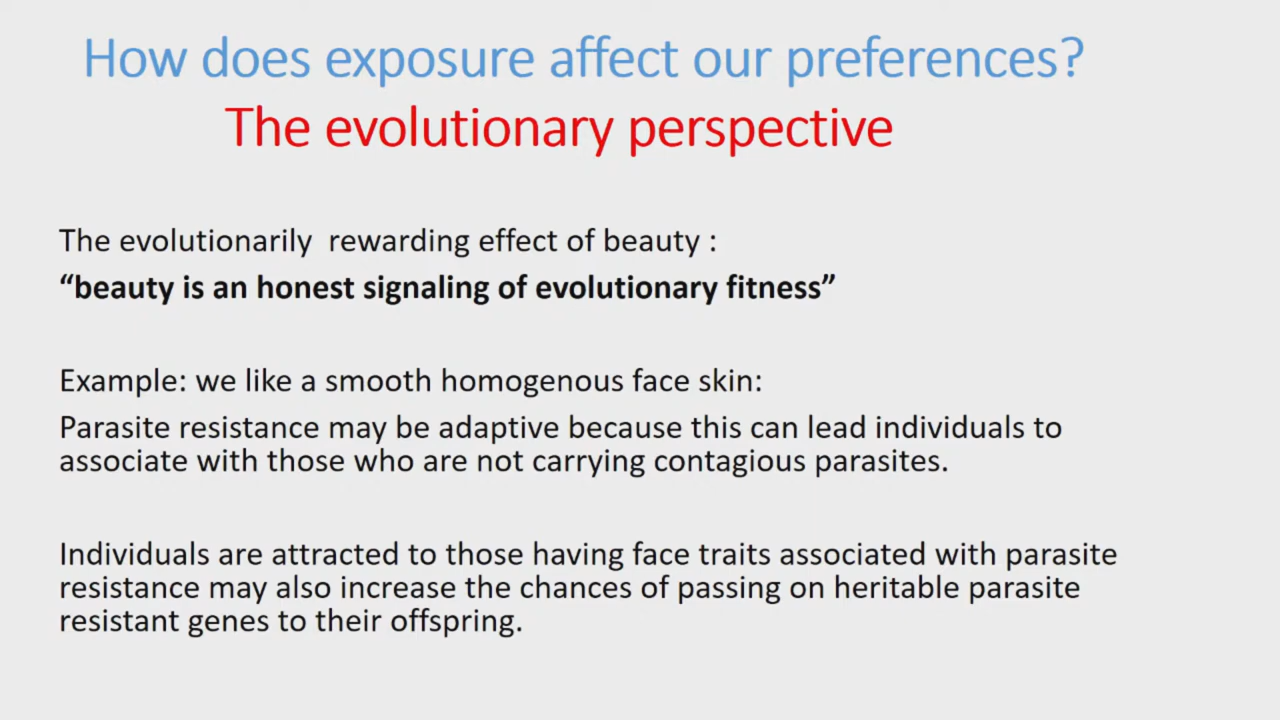 How does exposure affect our preferences?
The evolutionary perspective
The evolutionarily rewarding effect of beauty :
“beauty is an honest signaling of evolutionary fitness”
Example: we like a smooth homogenous face skin:
Parasite resistance may be adaptive because this can lead individuals to
associate with those who are not carrying contagious parasites.
Individuals are attracted to those having face traits associated with parasite
resistance may also increase the chances of passing on heritable parasite
resistant genes to their offspring.